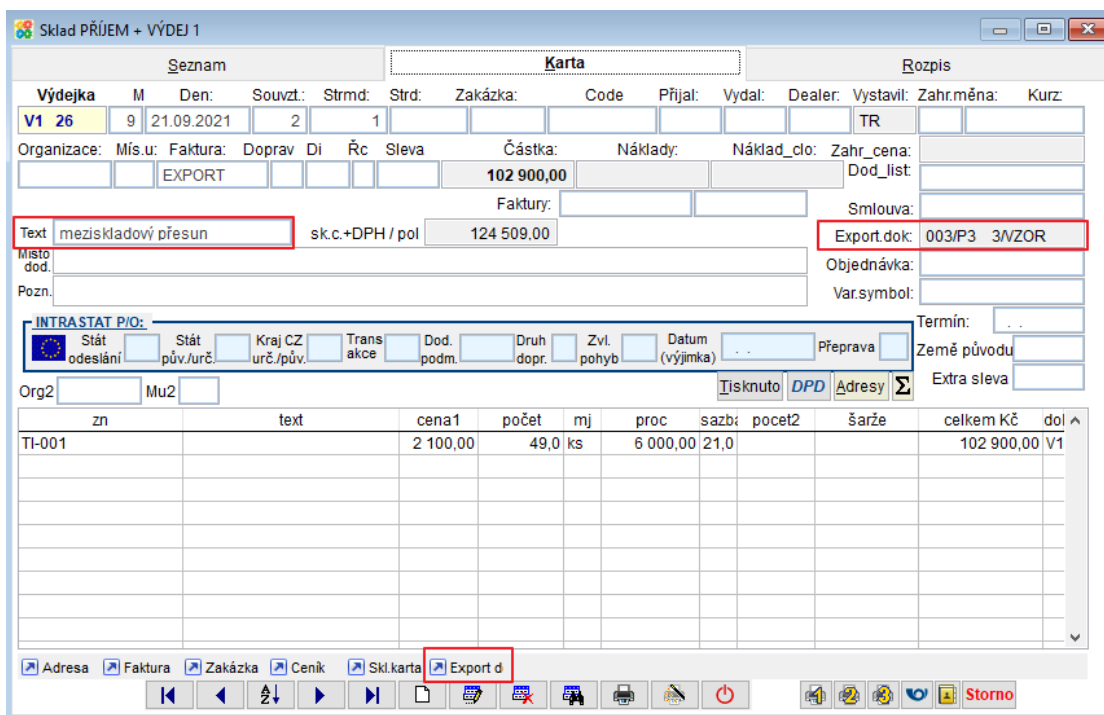 Sklad PŘÍJEM + VÝDEJ 1
Seznam Karta Rozpis
Výdejka M Den: Souvzt.: Strmd: Strd: Zakázka: Code Přijal: Vydal: Dealer: Vystavil: Zahr.měna: Kurz:
V1 26 9 21.09.2021 2 1 TR
Organizace: Mís.u: Faktura: Doprav Di Řc Sleva Částka: Náklady: Náklad_clo: Zahr_cena:
EXPORT 102 900,00 Dod_list:
Faktury: Smlouva:
Text meziskladový přesun sk.c.+DPH / pol 124 509,00 Export.dok: 003/P3 3/VZOR
Místo dod. Objednávka:
Pozn. Var.symbol:
INTRASTAT P/O: Termín: . .
Stát odeslání Stát pův./urč. Kraj CZ urč./pův. Trans akce Dod. podm. Druh dopr. Zvl. pohyb Datum (výjimka) . . Přeprava Země původu
Org2 Mu2 Tisknuto DPD Adresy Σ Extra sleva
zn text cena1 počet mj proc sazba pocet2 šarže celkem Kč dol
TI-001 2 100,00 49,0 ks 6 000,00 21,0 102 900,00 V1
Adresa Faktura Zakázka Ceník Skl.karta Export d
1 2 3 Storno